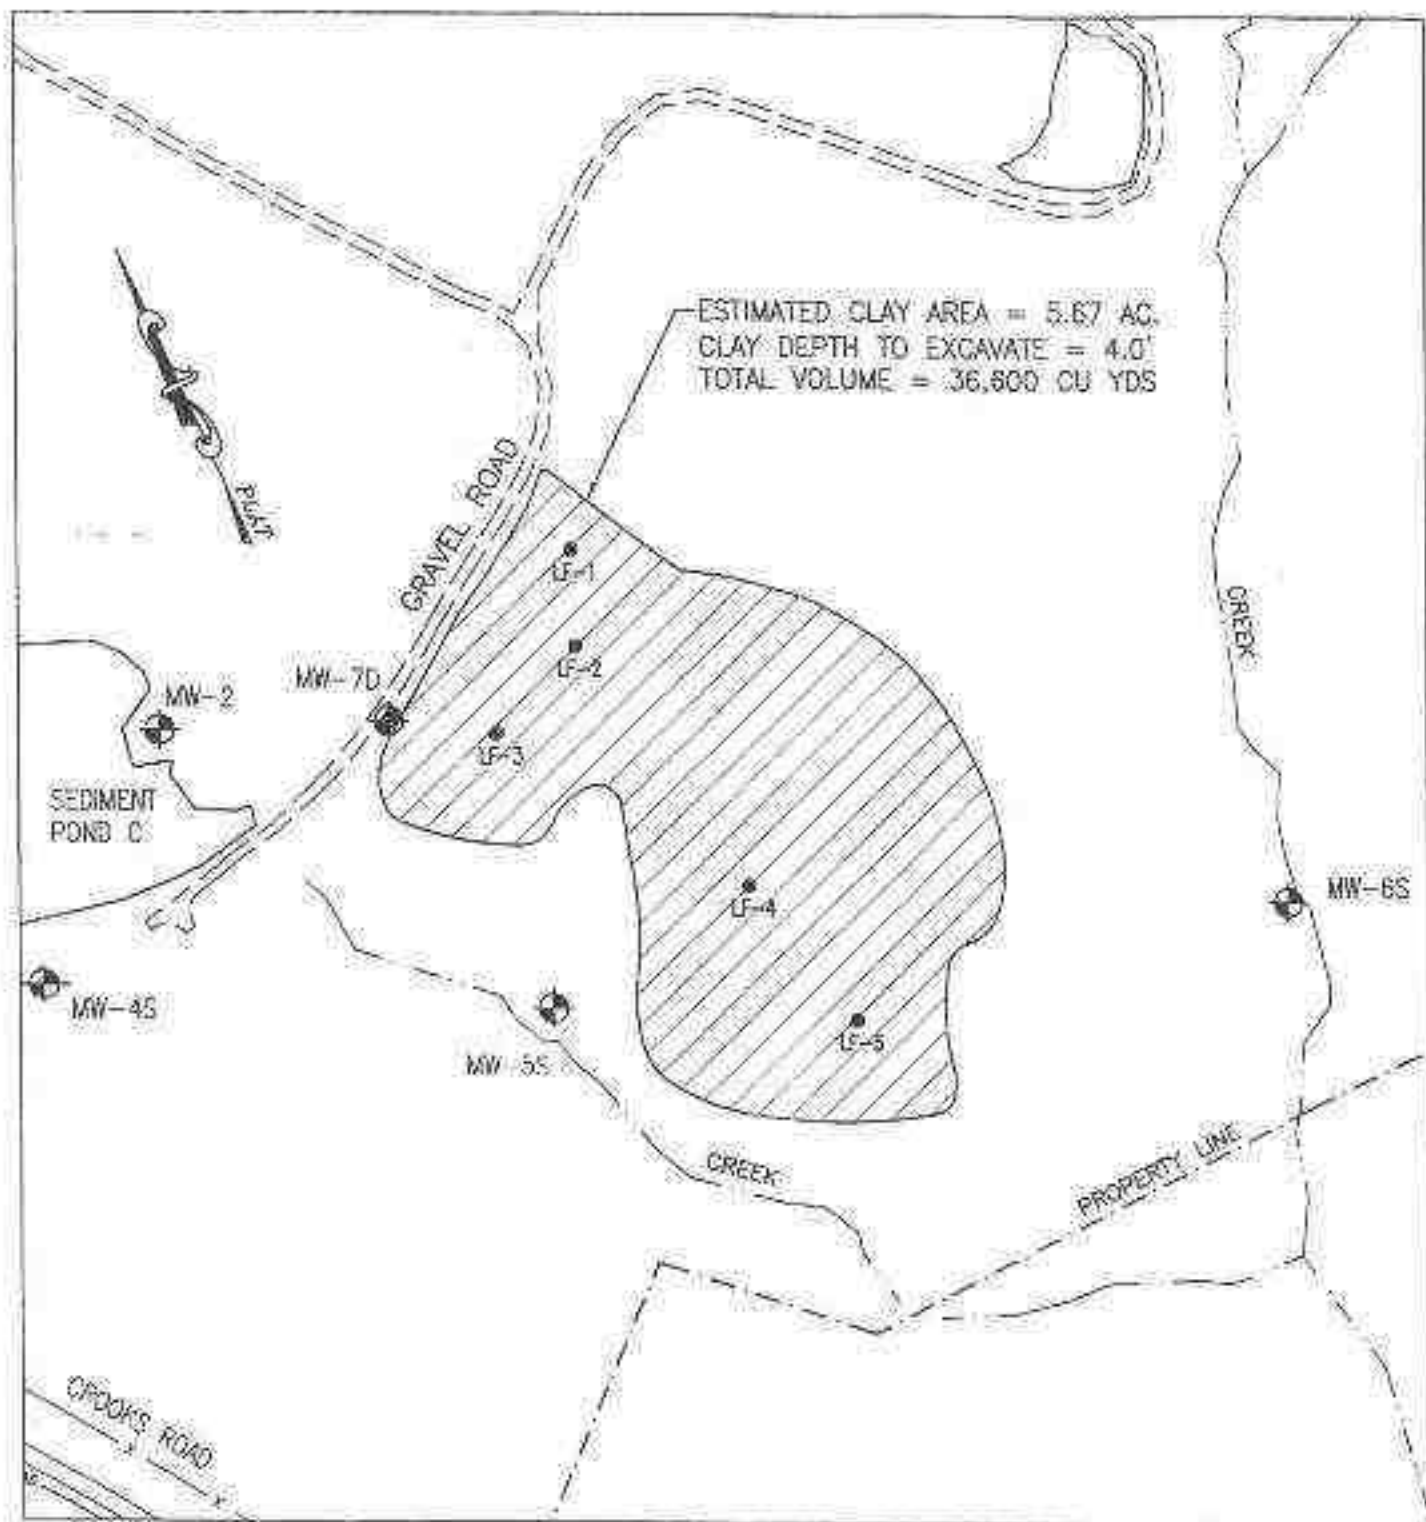 ESTIMATED CLAY AREA = 5.67 AC.
CLAY DEPTH TO EXCAVATE = 4.0'
TOTAL VOLUME = 36,600 CU YDS
PLAT
GRAVEL ROAD
LF-1
CREEK
LF-2
MW-7D
MW-2
LF-3
SEDIMENT
POND C
LF-4
MW-6S
MW-4S
LF-5
MW-5S
CREEK
PROPERTY LINE
CROOKS ROAD